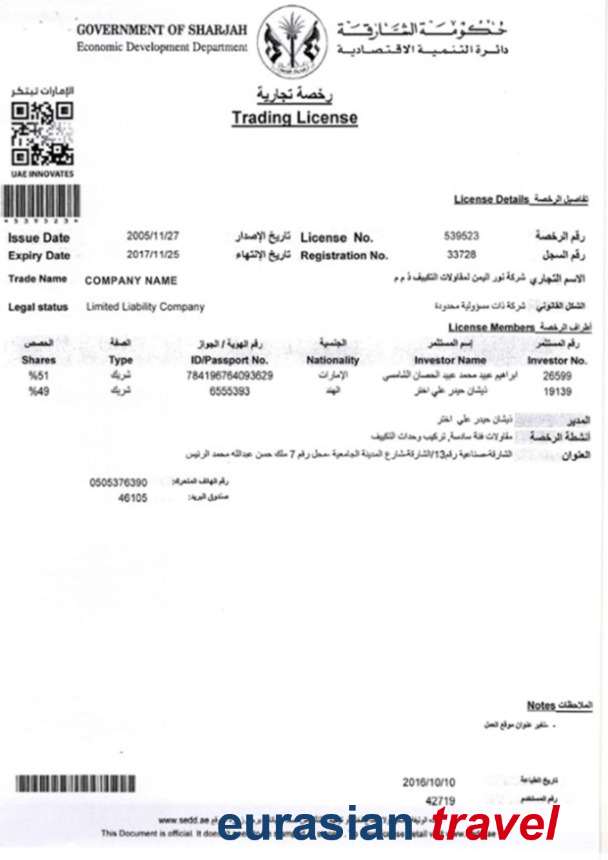 GOVERNMENT OF SHARJAH
Economic Development Department
حكومة الشارقة
دائرة التنمية الاقتصادية
رخصة تجارية
Trading License
الإمارات تبتكر
UAE INNOVATES
License Details تفاصيل الرخصة
Issue Date 2005/11/27 تاريخ الإصدار License No. 539523 رقم الرخصة
Expiry Date 2017/11/25 تاريخ الإنتهاء Registration No. 33728 رقم السجل
Trade Name COMPANY NAME شركة نور اليمن لمقاولات التكييف ذ م م الاسم التجاري
Legal status Limited Liability Company شركة ذات مسؤولية محدودة الشكل القانوني
License Members أطراف الرخصة
الحصص الصفة رقم الهوية / الجواز الجنسية إسم المستثمر رقم المستثمر
Shares Type ID/Passport No. Nationality Investor Name Investor No.
%51 شريك 784196764093629 الإمارات ابراهيم عبيد محمد عبيد الحصان الشامسي 26599
%49 شريك 6555393 الهند ذيشان حيدر علي اختر 19139
المدير ذيشان حيدر علي اختر
أنشطة الرخصة مقاولات فئة سادسة, تركيب وحدات التكييف
العنوان الشارقة-صناعية رقم13/الشارقة-شارع المدينة الجامعية -محل رقم 7 ملك حسن عبدالله محمد الرئيس
رقم الهاتف المتحرك: 0505376390
صندوق البريد: 46105
Notes الملاحظات
- تغير عنوان موقع العمل
تاريخ الطباعة 2016/10/10
رقم المستخدم 42719
www.sedd.ae
This Document is official. It
eurasian travel